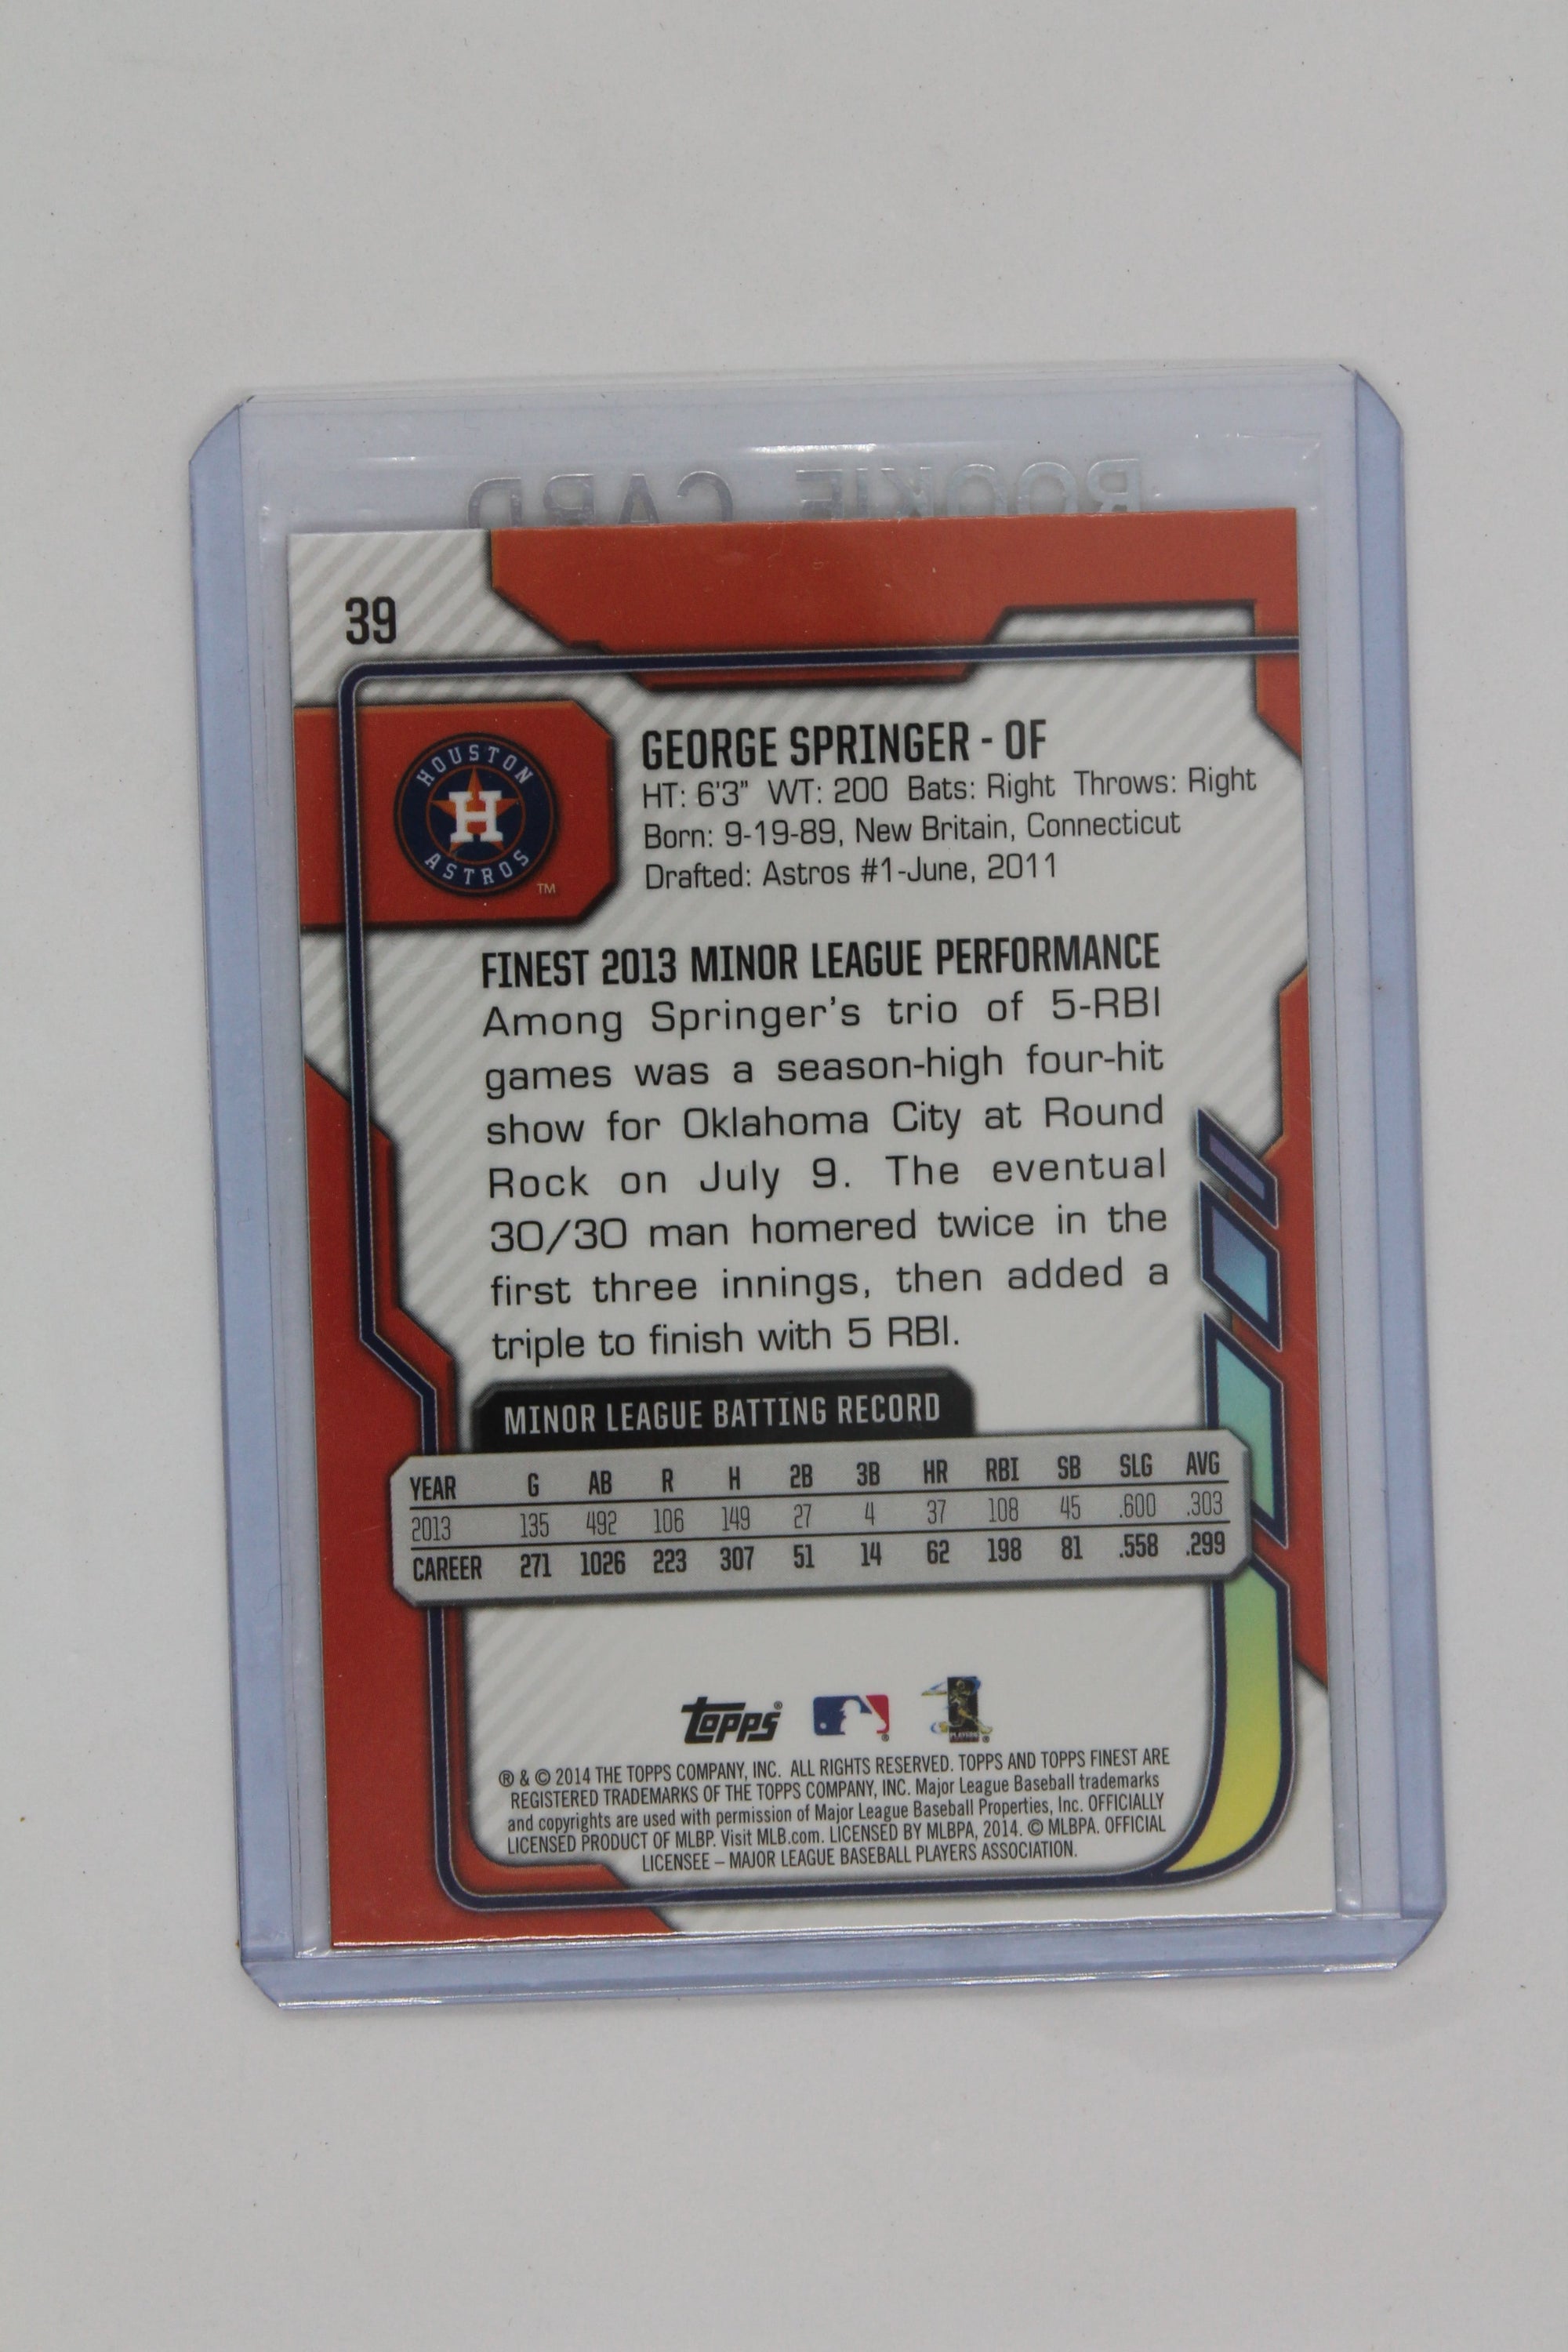 ROOKIE CARD
39
HOUSTON
H
ASTROS
TM
GEORGE SPRINGER - OF
HT: 6'3" WT: 200 Bats: Right Throws: Right
Born: 9-19-89, New Britain, Connecticut
Drafted: Astros #1-June, 2011
FINEST 2013 MINOR LEAGUE PERFORMANCE
Among Springer's trio of 5-RBI
games was a season-high four-hit
show for Oklahoma City at Round
Rock on July 9. The eventual
30/30 man homered twice in the
first three innings, then added a
triple to finish with 5 RBI.
MINOR LEAGUE BATTING RECORD
YEAR G AB R H 2B 3B HR RBI SB SLG AVG
2013 135 492 106 149 27 4 37 108 45 .600 .303
CAREER 271 1026 223 307 51 14 62 198 81 .558 .299
Topps®
® & © 2014 THE TOPPS COMPANY, INC. ALL RIGHTS RESERVED. TOPPS AND TOPPS FINEST ARE
REGISTERED TRADEMARKS OF THE TOPPS COMPANY, INC. Major League Baseball trademarks
and copyrights are used with permission of Major League Baseball Properties, Inc. OFFICIALLY
LICENSED PRODUCT OF MLBP. Visit MLB.com. LICENSED BY MLBPA, 2014. © MLBPA. OFFICIAL
LICENSEE – MAJOR LEAGUE BASEBALL PLAYERS ASSOCIATION.